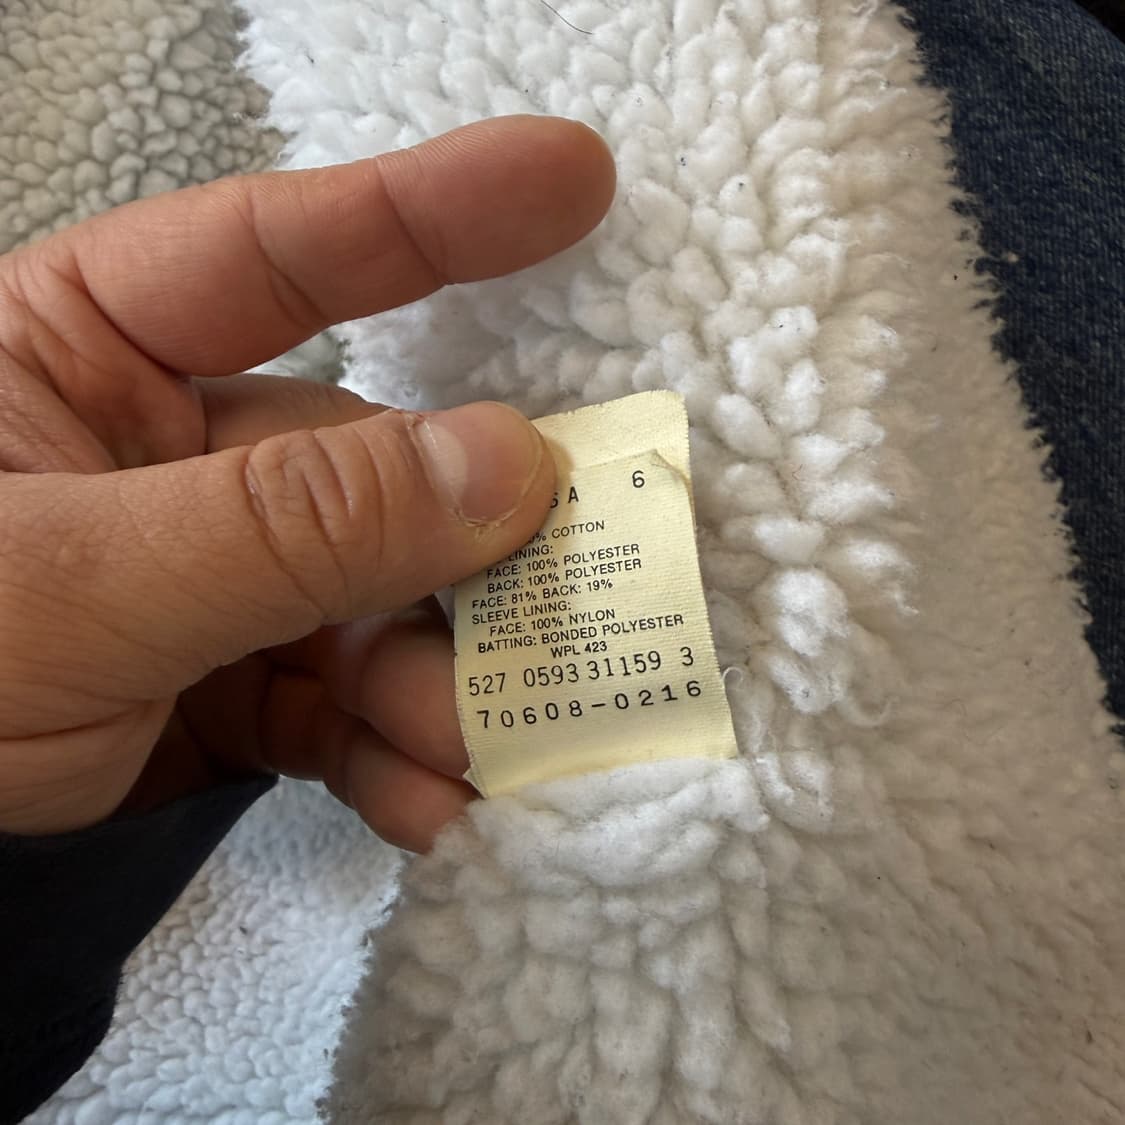 SA 6
% COTTON
LINING:
FACE: 100% POLYESTER
BACK: 100% POLYESTER
FACE: 81% BACK: 19%
SLEEVE LINING:
FACE: 100% NYLON
BATTING: BONDED POLYESTER
WPL 423
527 0593 31159 3
70608-0216